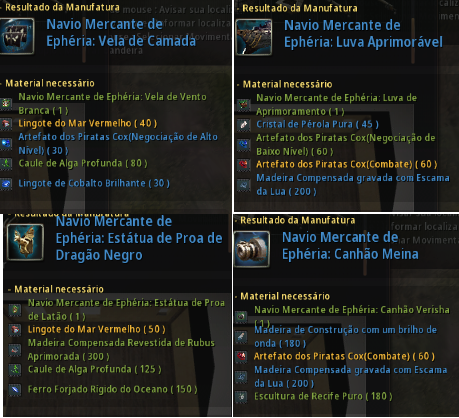 Resultado da Manufatura
Navio Mercante de
Ephéria: Vela de Camada
- Material necessário
Navio Mercante de Ephéria: Vela de Vento
Branca ( 1 )
Lingote do Mar Vermelho ( 40 )
Artefato dos Piratas Cox(Negociação de Alto
Nível) ( 30 )
Caule de Alga Profunda ( 80 )
Lingote de Cobalto Brilhante ( 30 )
- Resultado da Manufatura
Navio Mercante de
Ephéria: Luva Aprimorável
- Material necessário
Navio Mercante de Ephéria: Luva de
Aprimoramento ( 1 )
Cristal de Pérola Pura ( 45 )
Artefato dos Piratas Cox(Negociação de
Baixo Nível) ( 60 )
Artefato dos Piratas Cox(Combate) ( 60 )
Madeira Compensada gravada com Escama
da Lua ( 200 )
Resultado da Manufatura
Navio Mercante de
Ephéria: Estátua de Proa de
Dragão Negro
- Material necessário
Navio Mercante de Ephéria: Estátua de Proa
de Latão ( 1 )
Lingote do Mar Vermelho ( 50 )
Madeira Compensada Revestida de Rubus
Aprimorada ( 300 )
Caule de Alga Profunda ( 125 )
Ferro Forjado Rígido do Oceano ( 150 )
- Resultado da Manufatura
Navio Mercante de
Ephéria: Canhão Meina
- Material necessário
Navio Mercante de Ephéria: Canhão Verisha
( 1 )
Madeira de Construção com um brilho de
onda ( 180 )
Artefato dos Piratas Cox(Combate) ( 60 )
Madeira Compensada gravada com Escama
da Lua ( 200 )
Escultura de Recife Puro ( 180 )